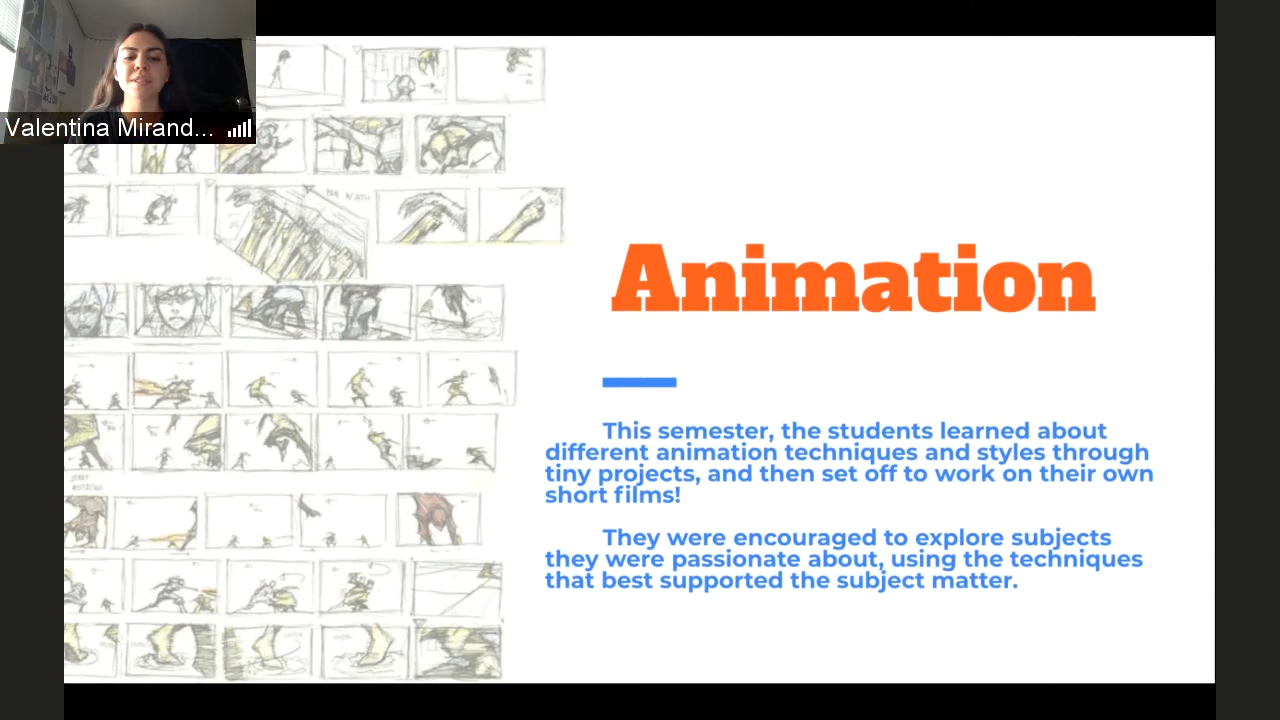 Valentina Mirand...
Animation
This semester, the students learned about
different animation techniques and styles through
tiny projects, and then set off to work on their own
short films!
They were encouraged to explore subjects
they were passionate about, using the techniques
that best supported the subject matter.